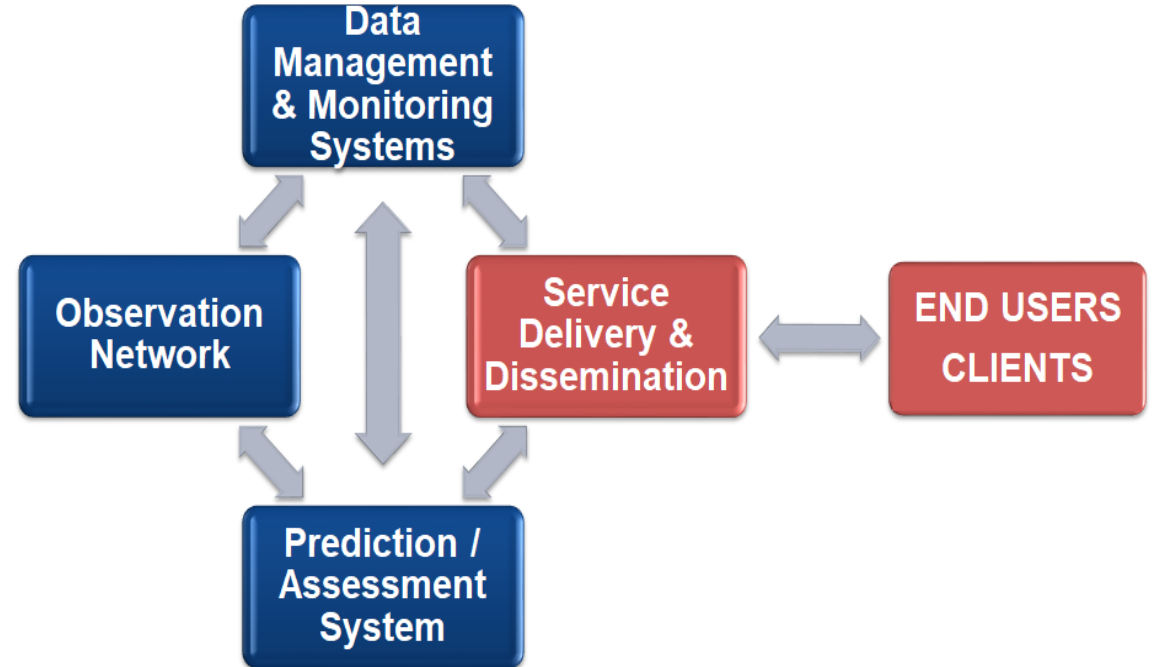 Data
Management
& Monitoring
Systems
Observation
Network
Service
Delivery &
Dissemination
END USERS
CLIENTS
Prediction /
Assessment
System